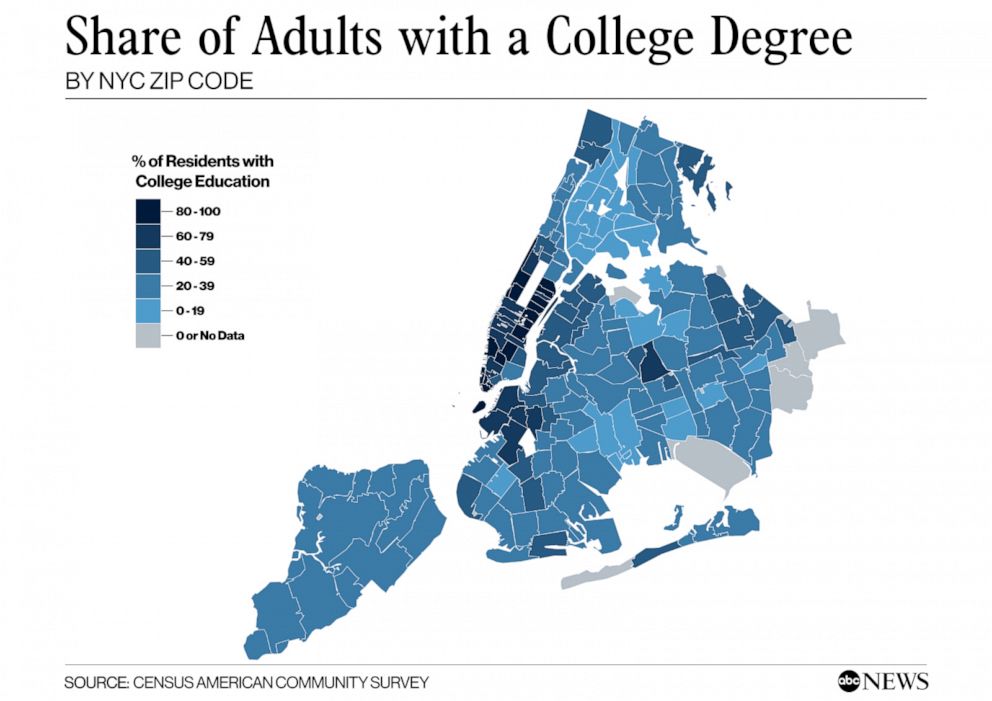 Share of Adults with a College Degree
BY NYC ZIP CODE
% of Residents with
College Education
80 - 100
60 - 79
40 - 59
20 - 39
0 - 19
0 or No Data
SOURCE: CENSUS AMERICAN COMMUNITY SURVEY
abc NEWS